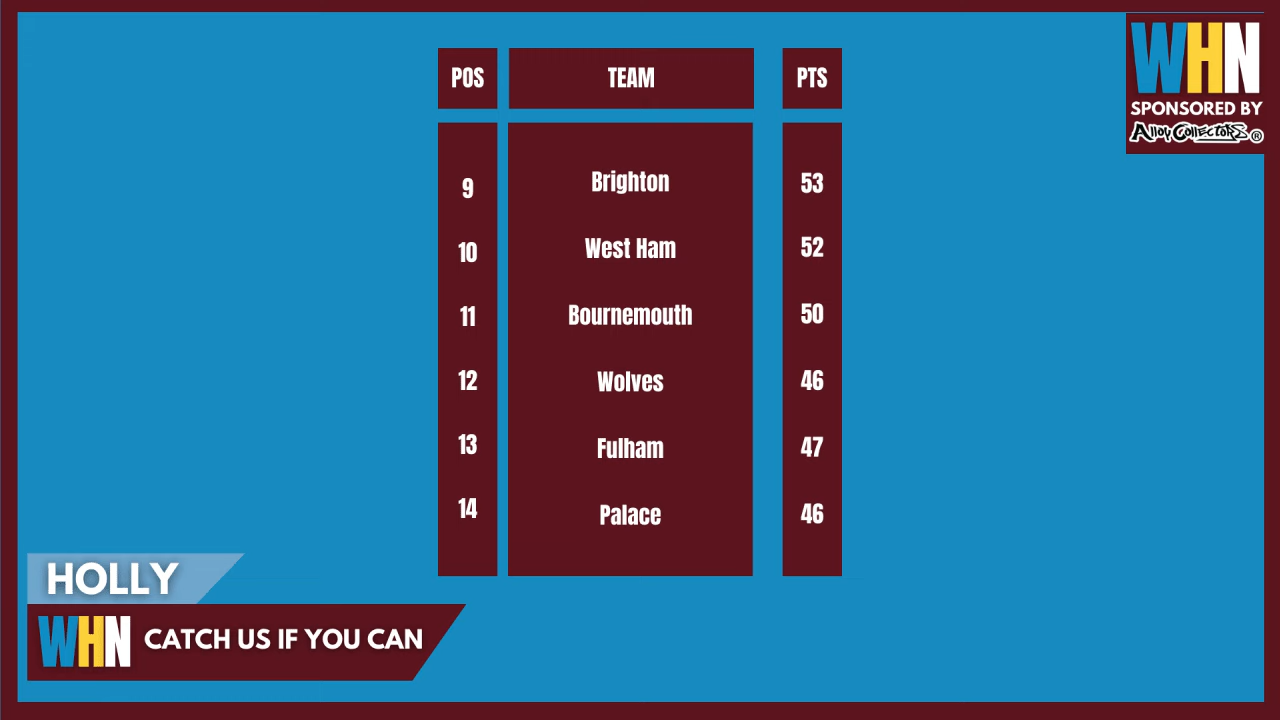 POS TEAM PTS
9 Brighton 53
10 West Ham 52
11 Bournemouth 50
12 Wolves 46
13 Fulham 47
14 Palace 46
WHN
SPONSORED BY
Alloy Collectors ®
HOLLY
WHN CATCH US IF YOU CAN